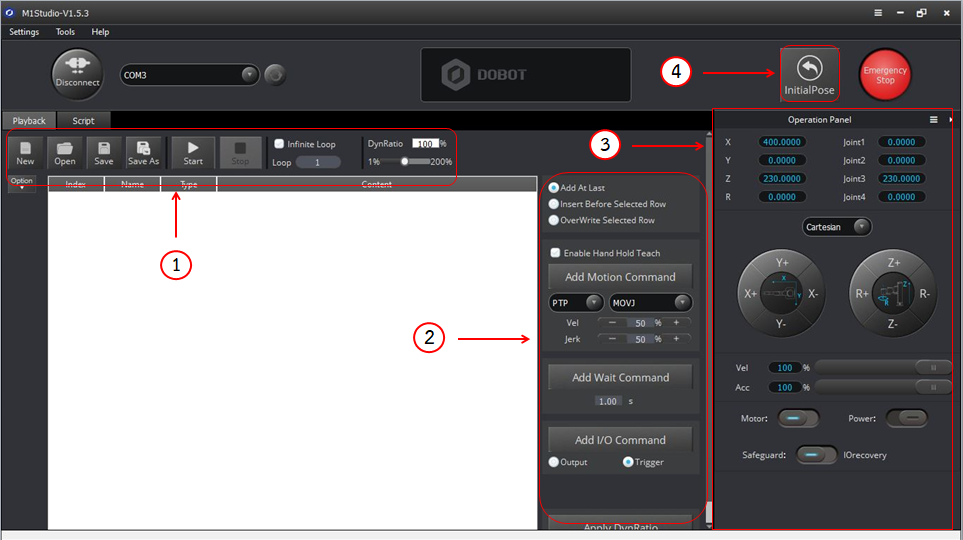 M1Studio-V1.5.3
Settings Tools Help
Disconnect
COM3
DOBOT
4
InitialPose
Emergency
Stop
Playback Script
New
Open
Save
Save As
Start
Stop
Infinite Loop
Loop 1
DynRatio 100 %
1% 200%
3
Option
Index Name Type Content
1
2
Add At Last
Insert Before Selected Row
OverWrite Selected Row
Enable Hand Hold Teach
Add Motion Command
PTP MOVJ
Vel 50 %
Jerk 50 %
Add Wait Command
1.00 s
Add I/O Command
Output Trigger
Apply DynRatio
Operation Panel
X 400.0000 Joint1 0.0000
Y 0.0000 Joint2 0.0000
Z 230.0000 Joint3 230.0000
R 0.0000 Joint4 0.0000
Cartesian
Y+
X+ X-
Y-
X
Y
Z+
R+ R-
Z-
Z+
R
Vel 100 %
Acc 100 %
Motor: Power:
Safeguard: IOrecovery